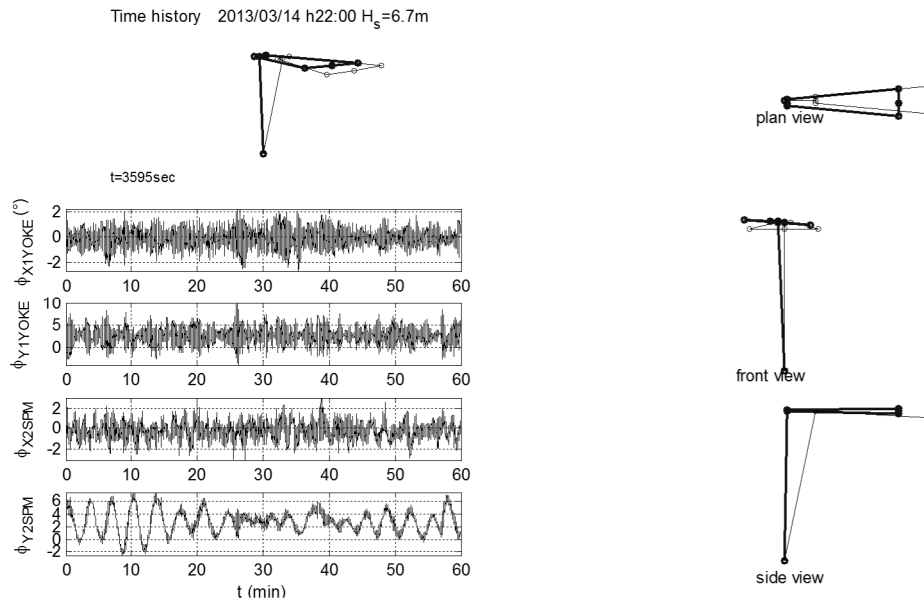 Time history 2013/03/14 h22:00 Hs=6.7m
t=3595sec
plan view
front view
side view
ϕX1YOKE (°)
2
0
-2
0 10 20 30 40 50 60
ϕY1YOKE
10
5
0
0 10 20 30 40 50 60
ϕX2SPM
2
0
-2
0 10 20 30 40 50 60
ϕY2SPM
6
4
2
0
-2
0 10 20 30 40 50 60
t (min)